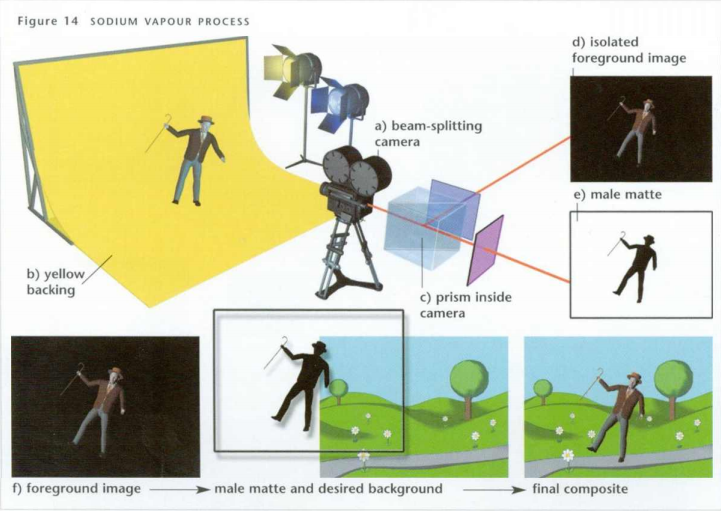 Figure 14 SODIUM VAPOUR PROCESS
d) isolated
foreground image
a) beam-splitting
camera
e) male matte
b) yellow
backing
c) prism inside
camera
f) foreground image
male matte and desired background
final composite